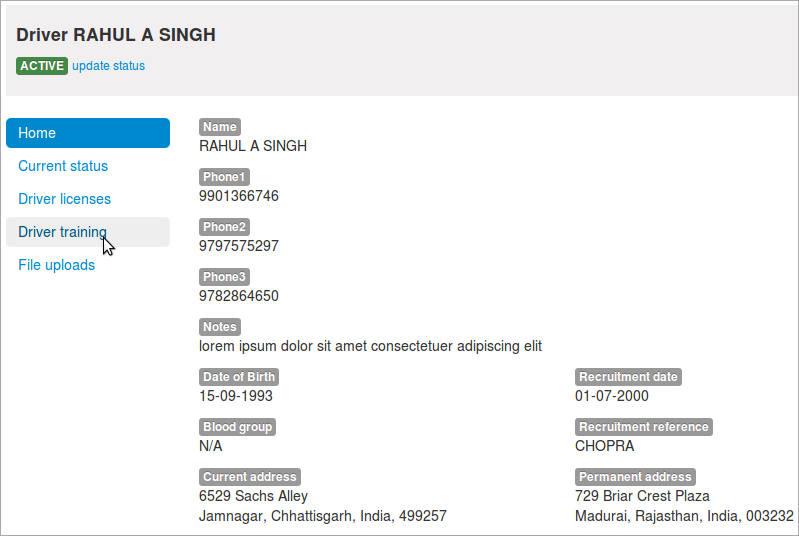 Driver RAHUL A SINGH
ACTIVE update status
Home
Current status
Driver licenses
Driver training
File uploads
Name
RAHUL A SINGH
Phone1
9901366746
Phone2
9797575297
Phone3
9782864650
Notes
lorem ipsum dolor sit amet consectetuer adipiscing elit
Date of Birth
15-09-1993
Recruitment date
01-07-2000
Blood group
N/A
Recruitment reference
CHOPRA
Current address
6529 Sachs Alley
Jamnagar, Chhattisgarh, India, 499257
Permanent address
729 Briar Crest Plaza
Madurai, Rajasthan, India, 003232